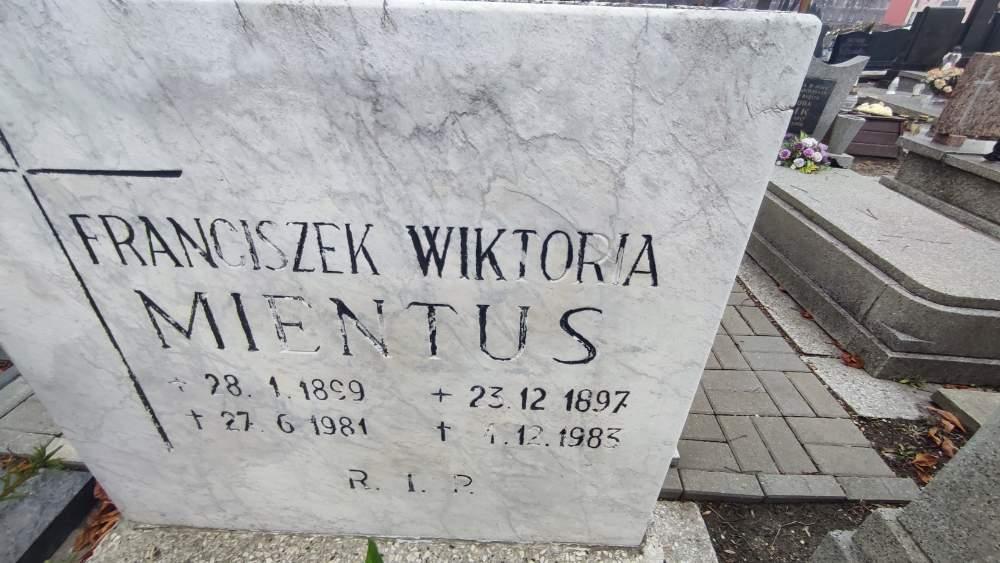 FRANCISZEK WIKTORIA
MIENTUS
+ 28. 1. 1899 + 23. 12 1897
✝ 27. 6 1981 ✝ 1. 12. 1983
R. I. P.